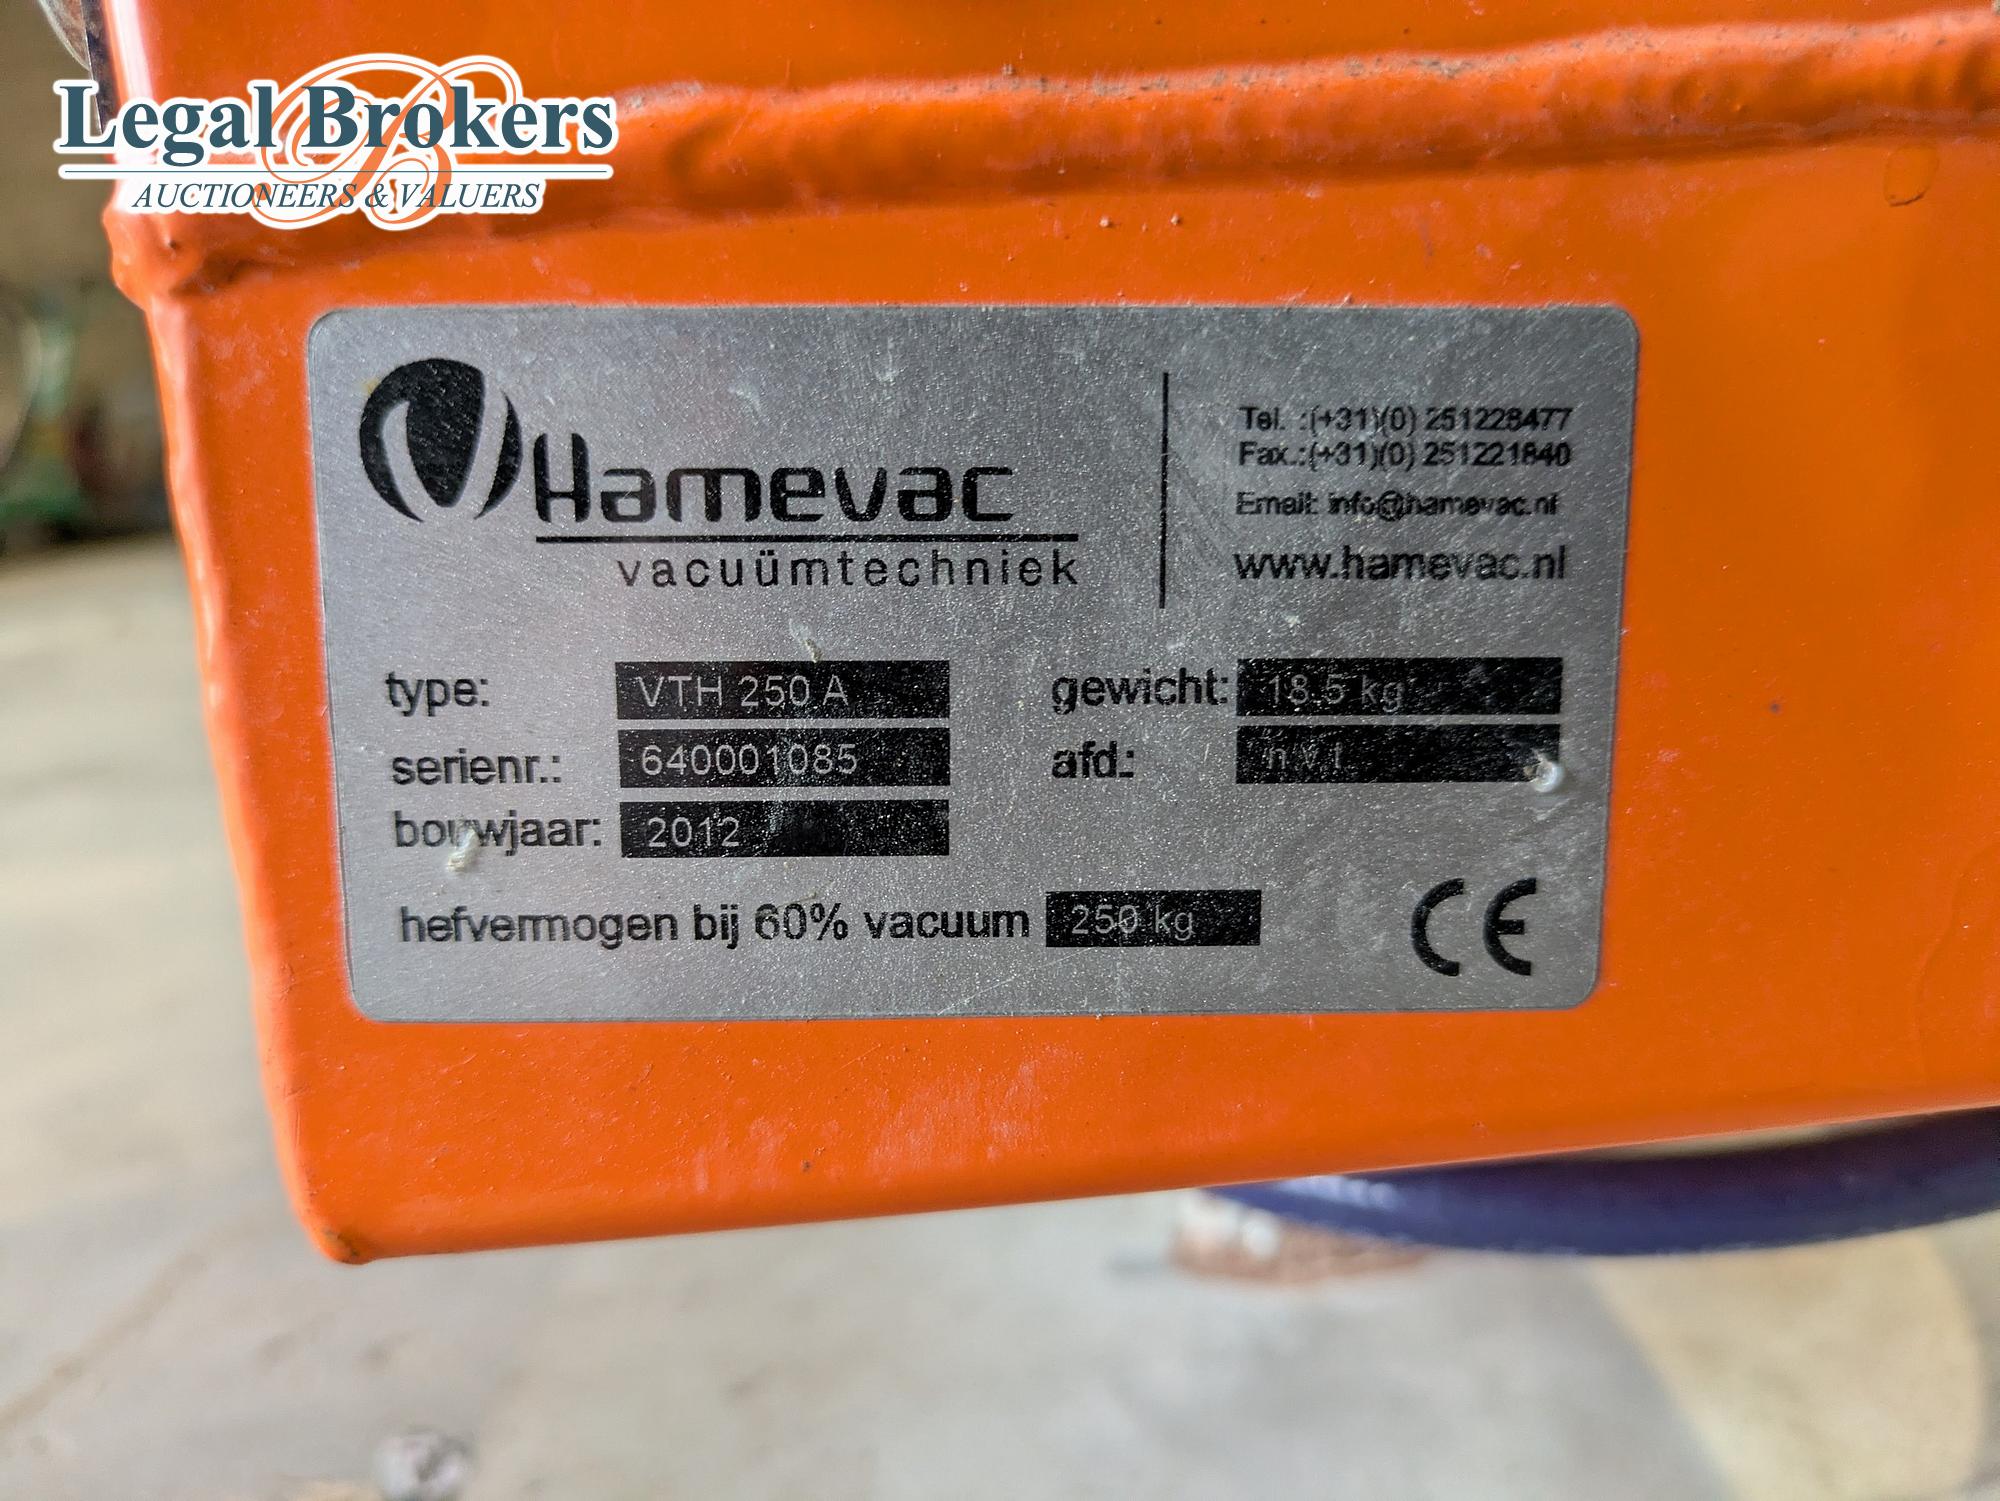 Legal Brokers
AUCTIONEERS & VALUERS
Hamevac
vacuümtechniek
Tel. :(+31)(0) 251228477
Fax.:(+31)(0) 251221840
Email: info@hamevac.nl
www.hamevac.nl
type: VTH 250 A
gewicht: 18.5 kg
serienr.: 640001085
afd.: n v t
bouwjaar: 2012
hefvermogen bij 60% vacuum 250 kg
CE